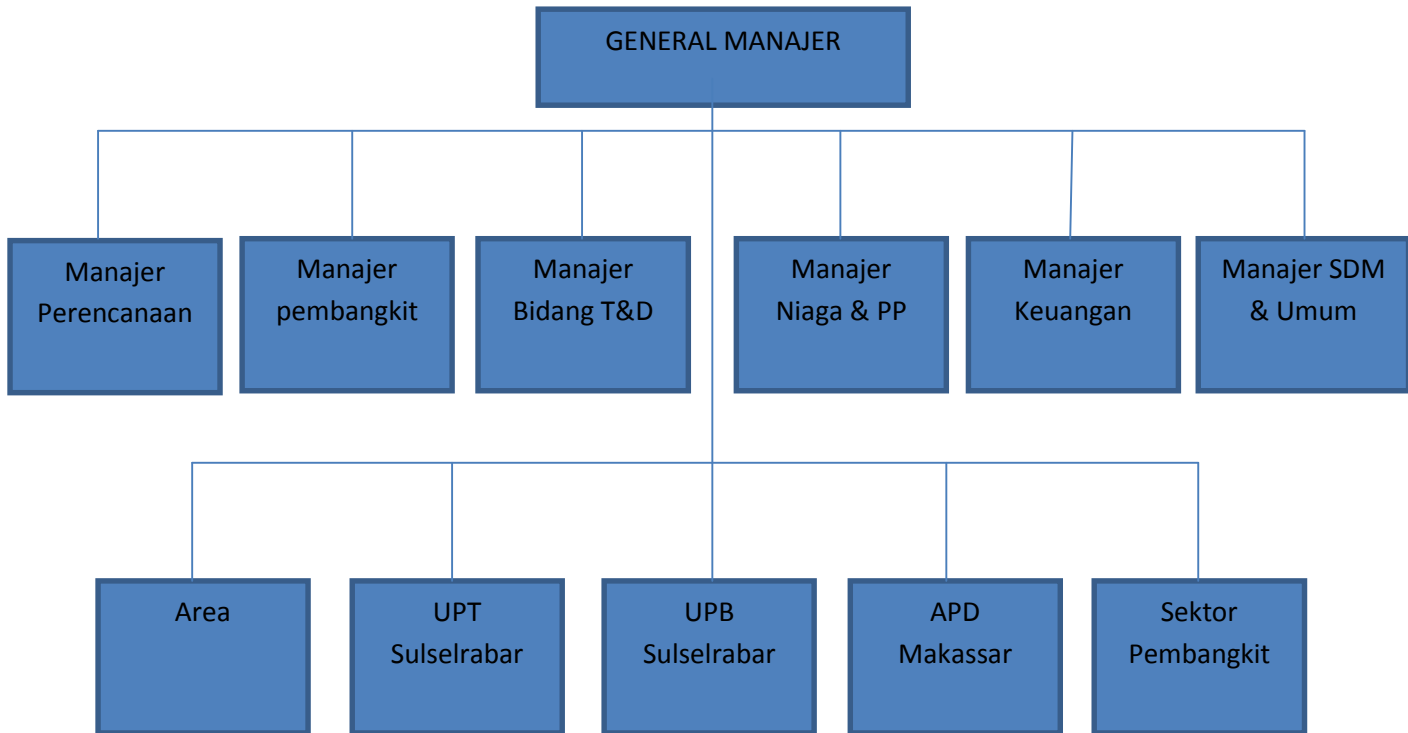 GENERAL MANAJER
Manajer
Perencanaan
Manajer
pembangkit
Manajer
Bidang T&D
Manajer
Niaga & PP
Manajer
Keuangan
Manajer SDM
& Umum
Area
UPT
Sulselrabar
UPB
Sulselrabar
APD
Makassar
Sektor
Pembangkit